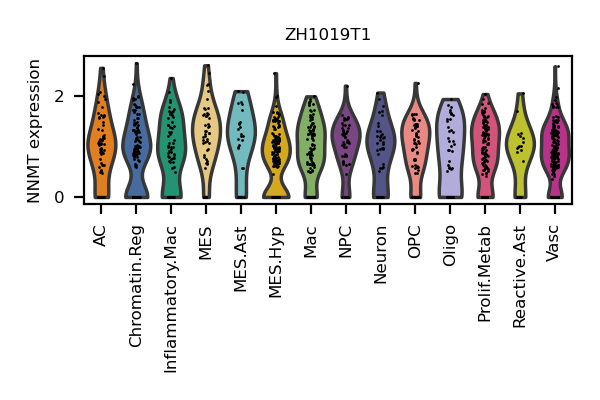 ZH1019T1
NNMT expression
2
0
AC
Chromatin.Reg
Inflammatory.Mac
MES
MES.Ast
MES.Hyp
Mac
NPC
Neuron
OPC
Oligo
Prolif.Metab
Reactive.Ast
Vasc